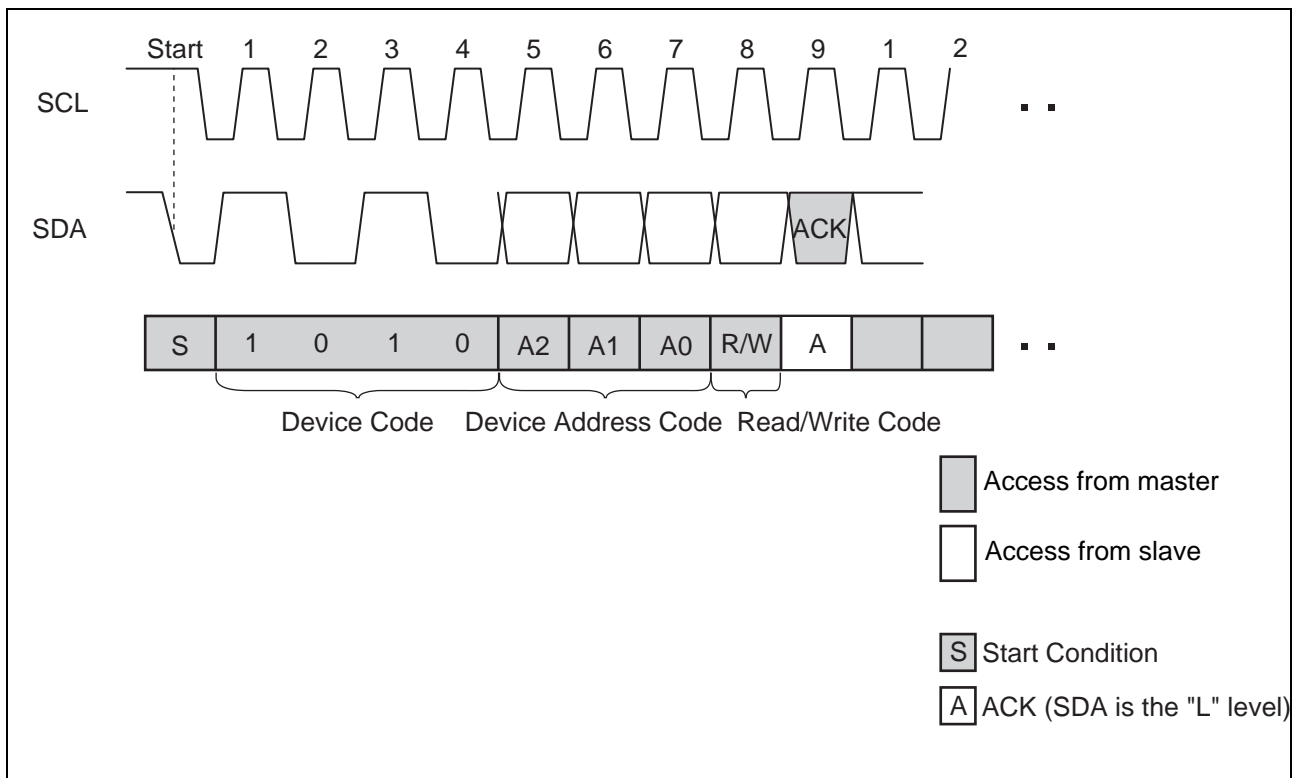 Start 1 2 3 4 5 6 7 8 9 1 2
SCL
SDA
ACK
S 1 0 1 0 A2 A1 A0 R/W A
Device Code Device Address Code Read/Write Code
Access from master
Access from slave
S Start Condition
A ACK (SDA is the "L" level)